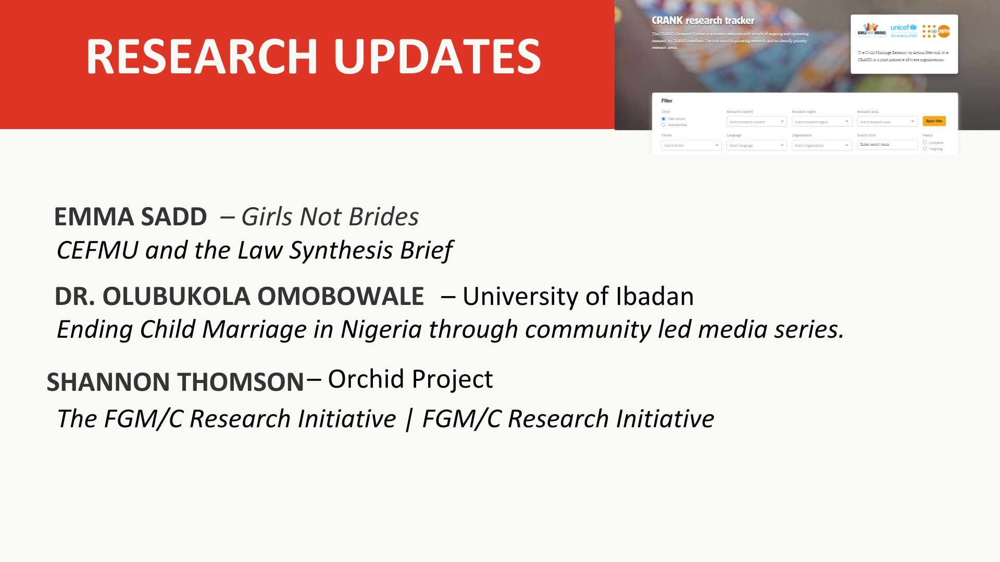 RESEARCH UPDATES
CRANK research tracker
The CRANK's Research Tracker is a curated resource with details of ongoing and upcoming
research by CRANK members. Use it to avoid duplicating research, and to identify priority
research areas.
GIRLS NOT BRIDES
unicef
for every child
UNFPA
The Child Marriage Research to Action Network (the
CRANK) is a joint initiative of these organisations.
Filter
Order
Date added
Alphabetical
Research country
Select research country
Research region
Select research region
Research area
Select research area
Apply filter
Theme
Select theme
Language
Select language
Organisation
Select organisation
Search term
Enter search term
Status
Complete
Ongoing
EMMA SADD – Girls Not Brides
CEFMU and the Law Synthesis Brief
DR. OLUBUKOLA OMOBOWALE – University of Ibadan
Ending Child Marriage in Nigeria through community led media series.
SHANNON THOMSON – Orchid Project
The FGM/C Research Initiative | FGM/C Research Initiative